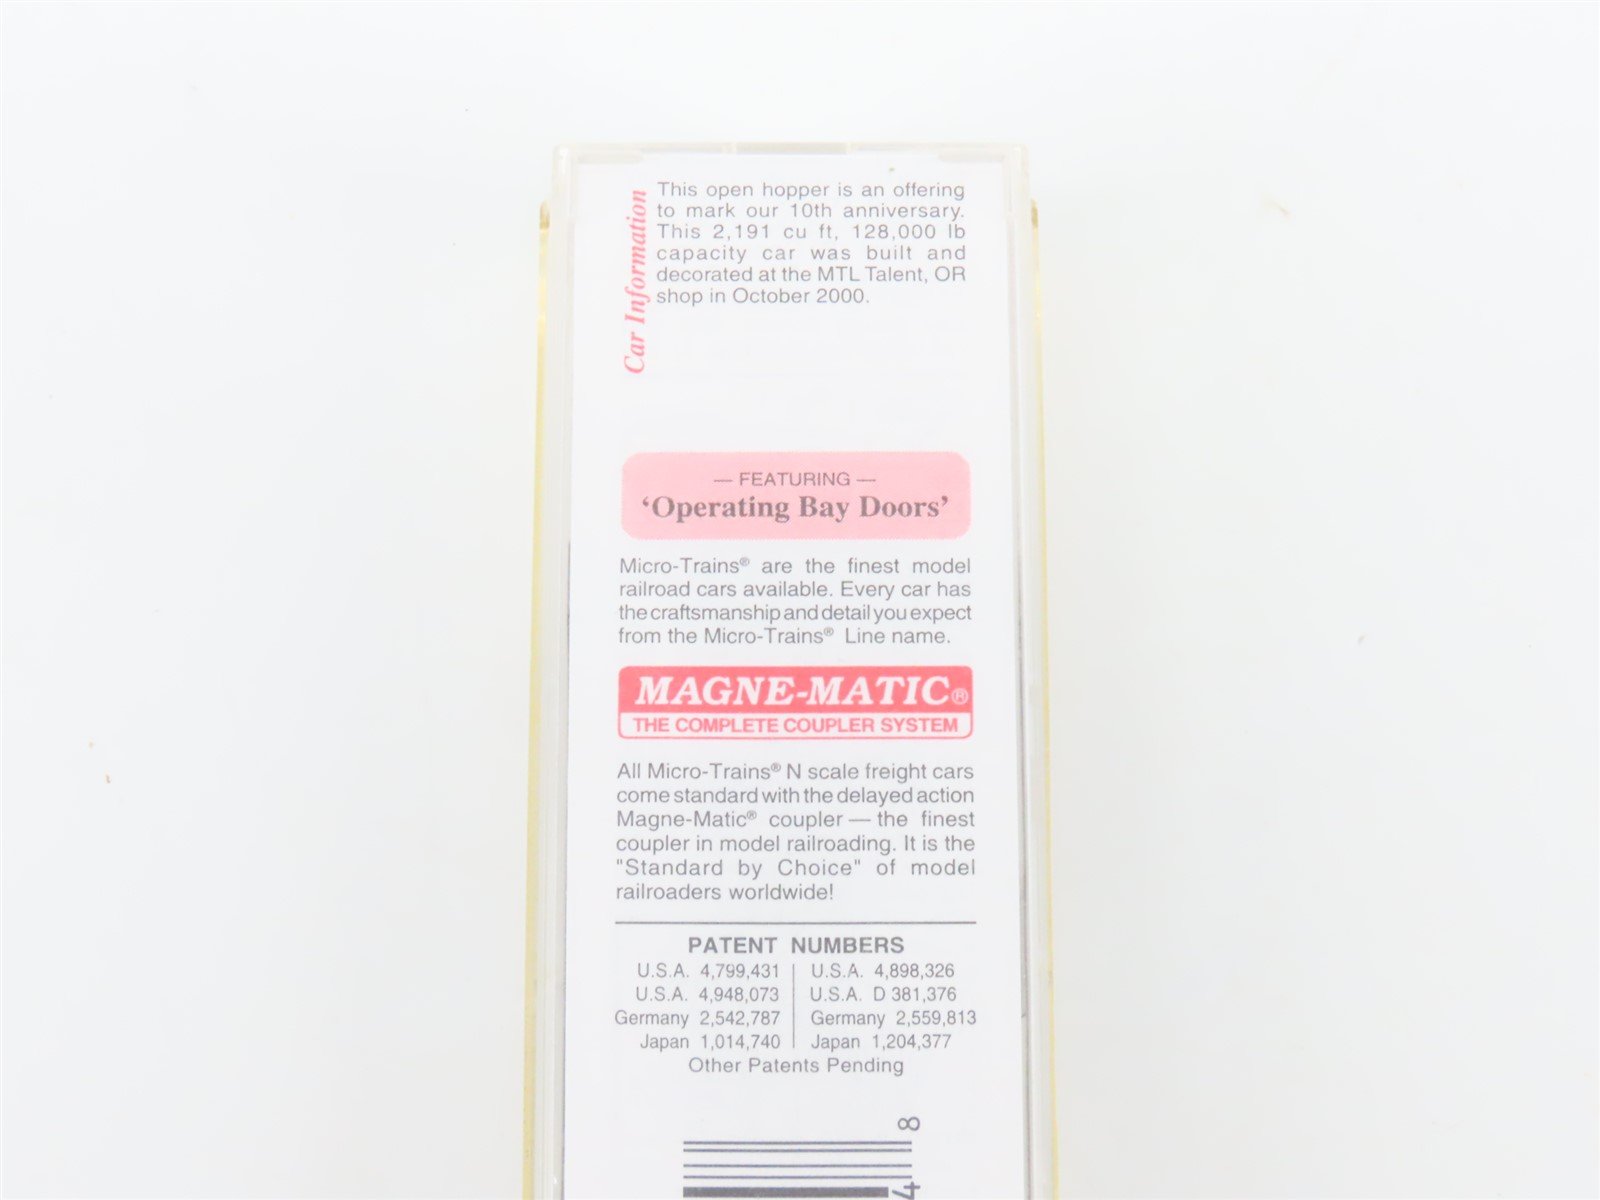 Car Information
This open hopper is an offering
to mark our 10th anniversary.
This 2,191 cu ft, 128,000 lb
capacity car was built and
decorated at the MTL Talent, OR
shop in October 2000.
— FEATURING —
‘Operating Bay Doors’
Micro-Trains® are the finest model
railroad cars available. Every car has
the craftsmanship and detail you expect
from the Micro-Trains® Line name.
MAGNE-MATIC®
THE COMPLETE COUPLER SYSTEM
All Micro-Trains® N scale freight cars
come standard with the delayed action
Magne-Matic® coupler — the finest
coupler in model railroading. It is the
"Standard by Choice" of model
railroaders worldwide!
PATENT NUMBERS
U.S.A. 4,799,431 | U.S.A. 4,898,326
U.S.A. 4,948,073 | U.S.A. D 381,376
Germany 2,542,787 | Germany 2,559,813
Japan 1,014,740 | Japan 1,204,377
Other Patents Pending
8
4